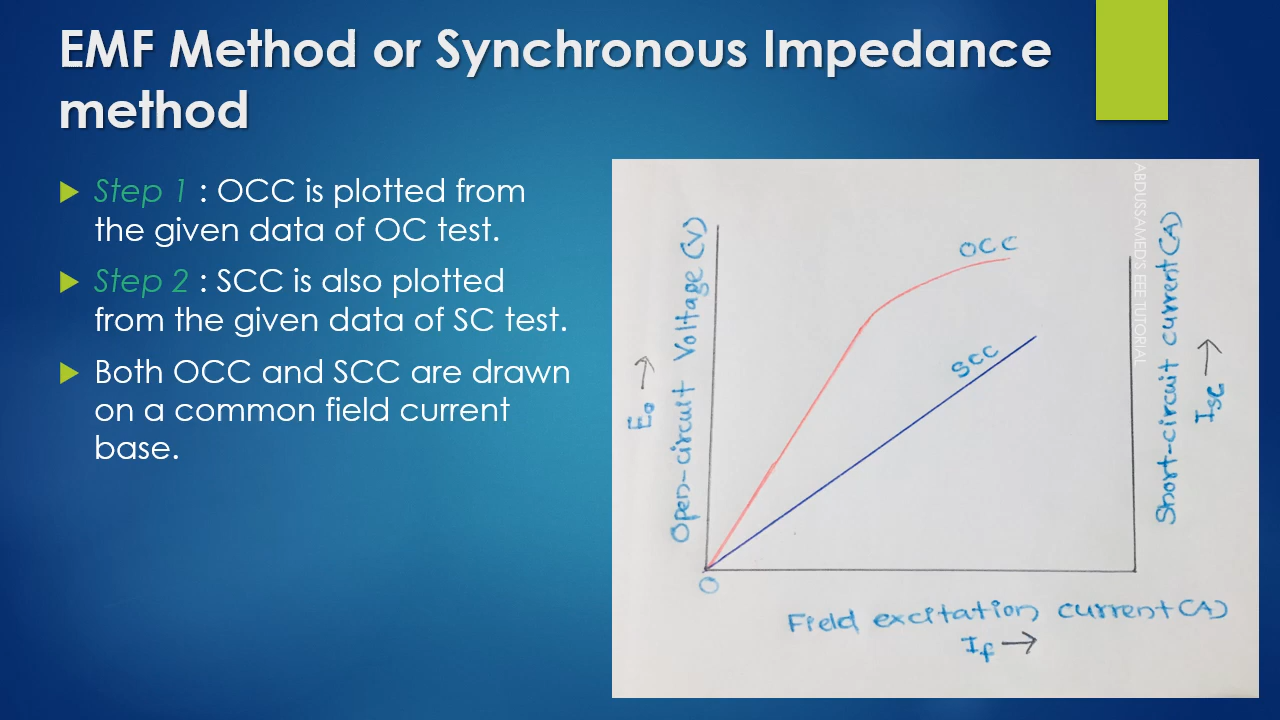 EMF Method or Synchronous Impedance
method
Step 1 : OCC is plotted from
the given data of OC test.
Step 2 : SCC is also plotted
from the given data of SC test.
Both OCC and SCC are drawn
on a common field current
base.
E₀ →
Open-circuit Voltage (V)
OCC
SCC
ABDUSSAMED'S EEE TUTORIAL
Short-circuit current (A)
Isc →
O
Field excitation current (A)
If →